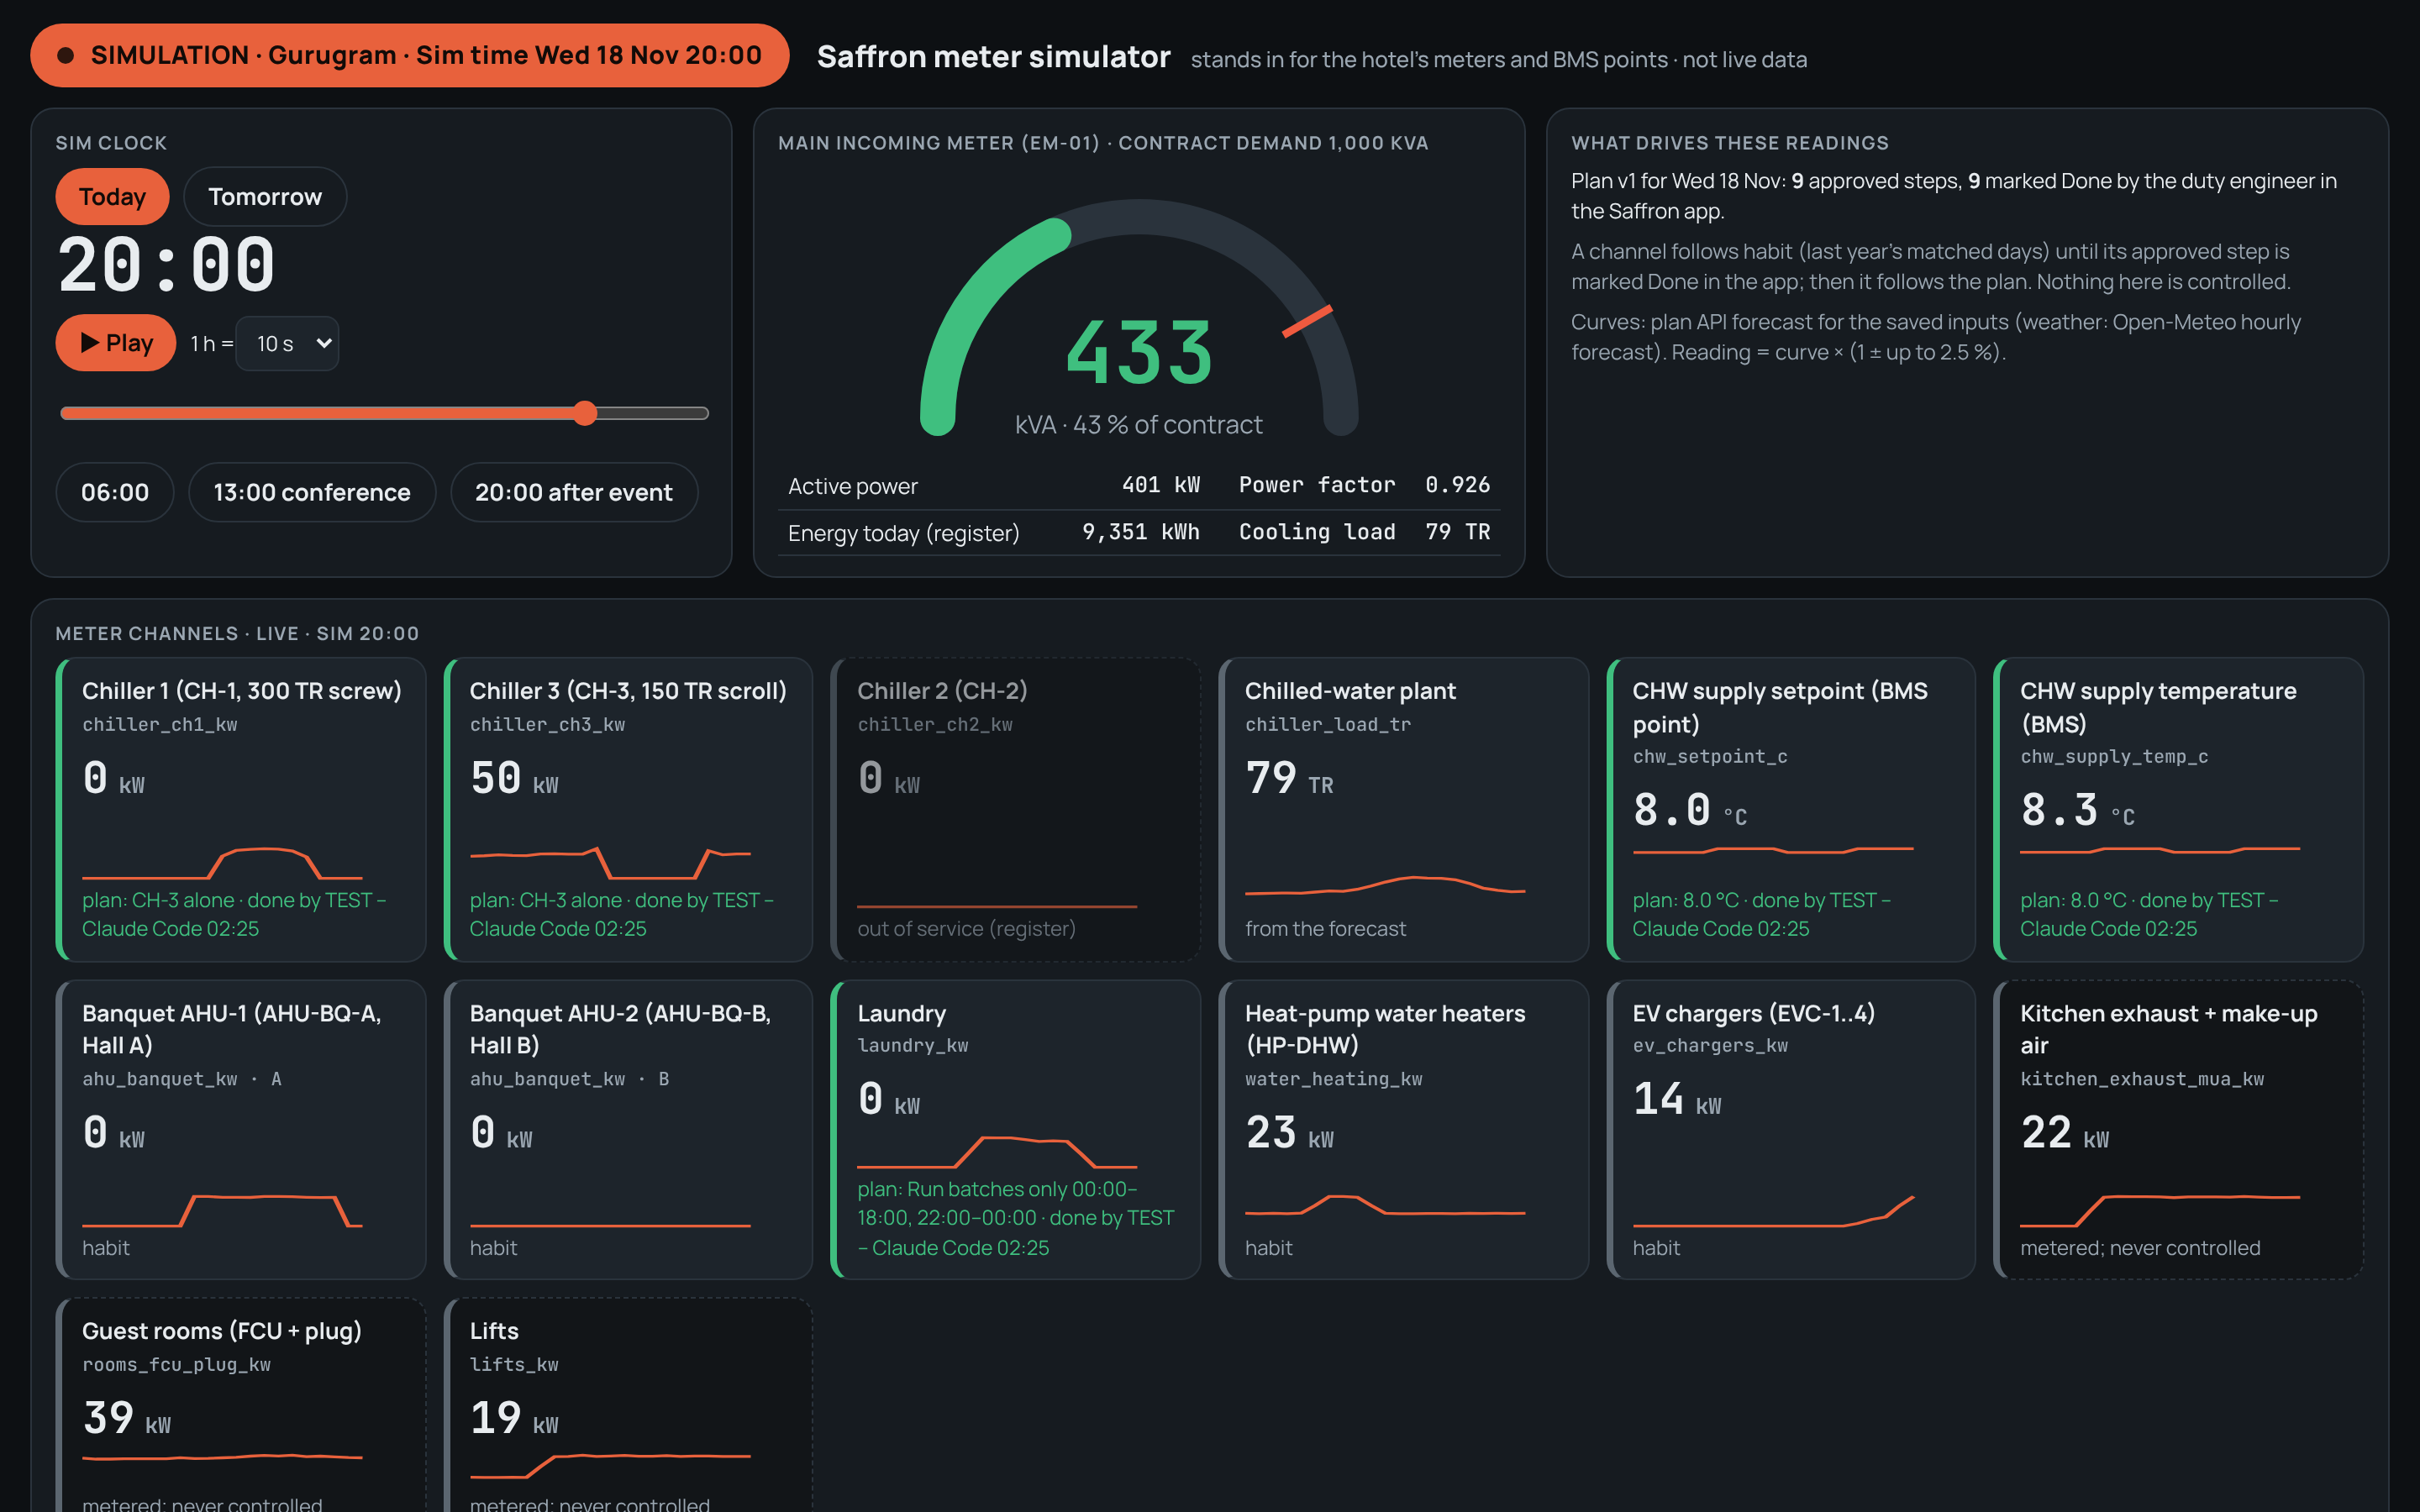 SIMULATION · Gurugram · Sim time Wed 18 Nov 20:00
Saffron meter simulator
stands in for the hotel's meters and BMS points · not live data
SIM CLOCK
Today
Tomorrow
20:00
▶ Play
1 h =
10 s
06:00
13:00 conference
20:00 after event
MAIN INCOMING METER (EM-01) · CONTRACT DEMAND 1,000 KVA
433
kVA · 43 % of contract
Active power 401 kW Power factor 0.926
Energy today (register) 9,351 kWh Cooling load 79 TR
WHAT DRIVES THESE READINGS
Plan v1 for Wed 18 Nov: 9 approved steps, 9 marked Done by the duty engineer in
the Saffron app.
A channel follows habit (last year's matched days) until its approved step is
marked Done in the app; then it follows the plan. Nothing here is controlled.
Curves: plan API forecast for the saved inputs (weather: Open-Meteo hourly
forecast). Reading = curve × (1 ± up to 2.5 %).
METER CHANNELS · LIVE · SIM 20:00
Chiller 1 (CH-1, 300 TR screw)
chiller_ch1_kw
0 kW
plan: CH-3 alone · done by TEST –
Claude Code 02:25
Chiller 3 (CH-3, 150 TR scroll)
chiller_ch3_kw
50 kW
plan: CH-3 alone · done by TEST –
Claude Code 02:25
Chiller 2 (CH-2)
chiller_ch2_kw
0 kW
out of service (register)
Chilled-water plant
chiller_load_tr
79 TR
from the forecast
CHW supply setpoint (BMS
point)
chw_setpoint_c
8.0 °C
plan: 8.0 °C · done by TEST –
Claude Code 02:25
CHW supply temperature
(BMS)
chw_supply_temp_c
8.3 °C
plan: 8.0 °C · done by TEST –
Claude Code 02:25
Banquet AHU-1 (AHU-BQ-A,
Hall A)
ahu_banquet_kw · A
0 kW
habit
Banquet AHU-2 (AHU-BQ-B,
Hall B)
ahu_banquet_kw · B
0 kW
habit
Laundry
laundry_kw
0 kW
plan: Run batches only 00:00–
18:00, 22:00–00:00 · done by TEST
– Claude Code 02:25
Heat-pump water heaters
(HP-DHW)
water_heating_kw
23 kW
habit
EV chargers (EVC-1..4)
ev_chargers_kw
14 kW
habit
Kitchen exhaust + make-up
air
kitchen_exhaust_mua_kw
22 kW
metered; never controlled
Guest rooms (FCU + plug)
rooms_fcu_plug_kw
39 kW
metered; never controlled
Lifts
lifts_kw
19 kW
metered; never controlled